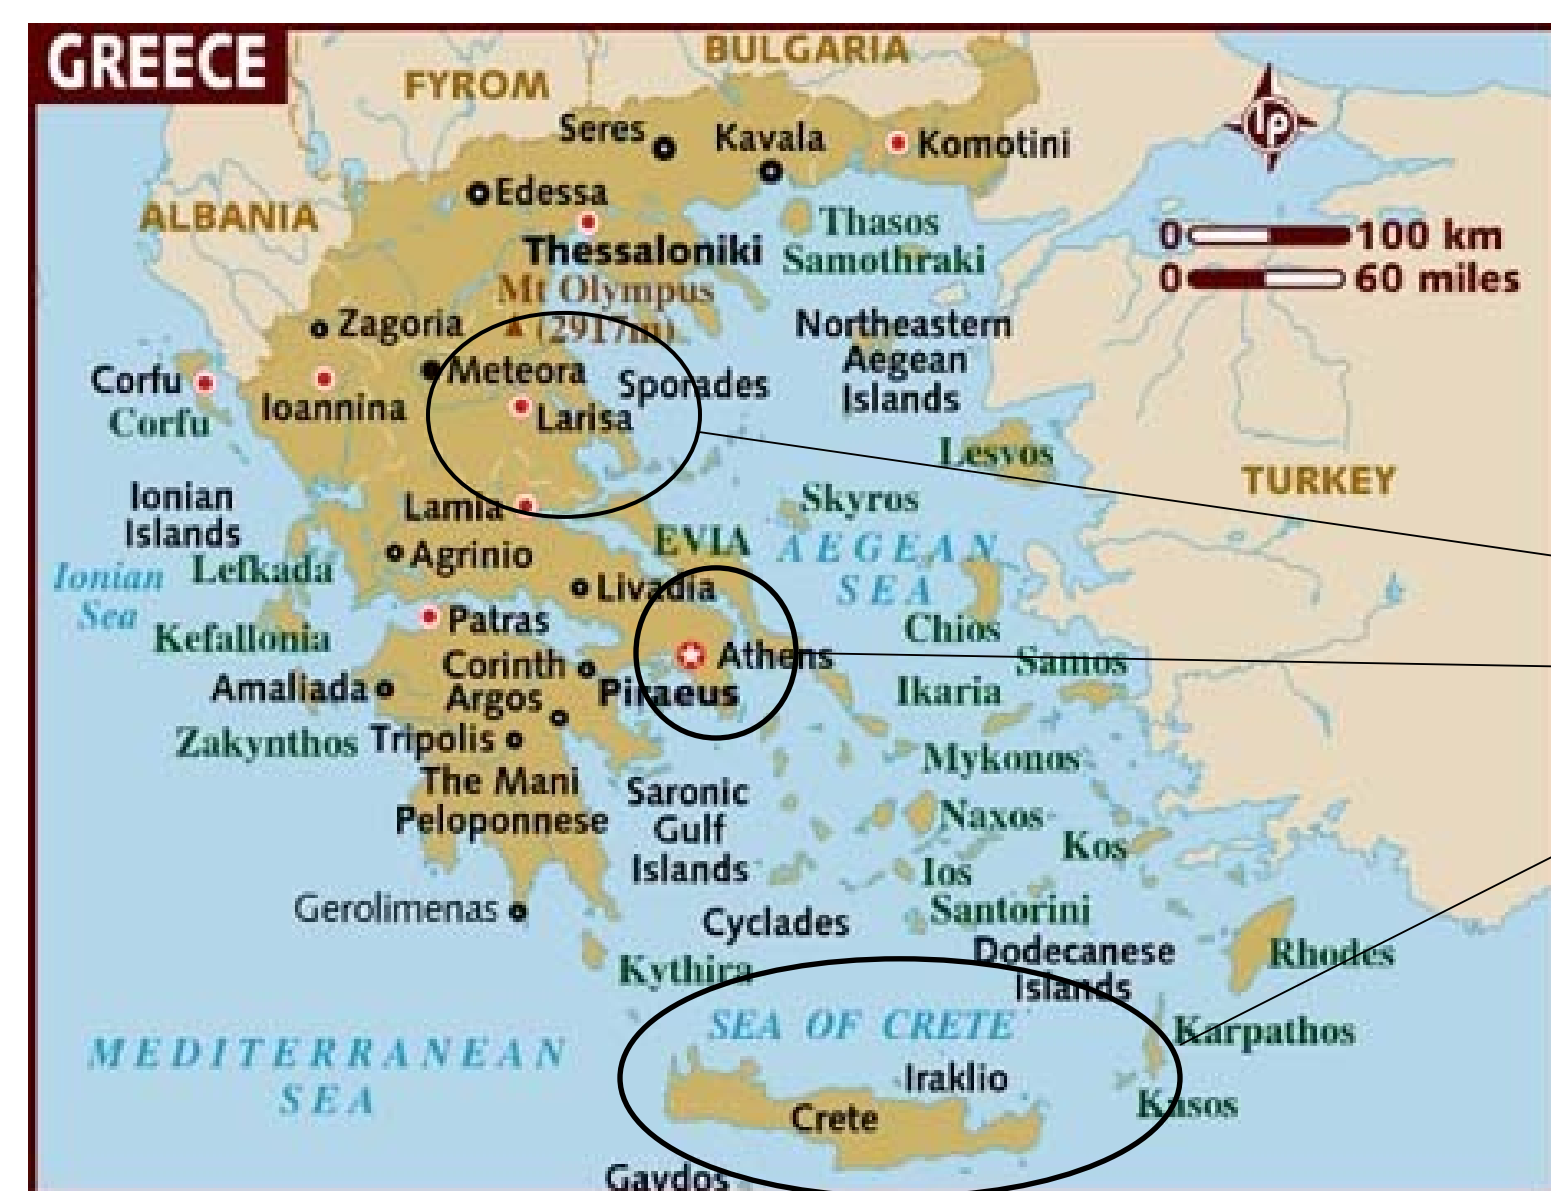 GREECE
BULGARIA
FYROM
Seres
Kavala
Komotini
Edessa
ALBANIA
Thasos
Thessaloniki
Samothraki
0 100 km
0 60 miles
Mt Olympus
(2917m)
Zagoria
Northeastern
Aegean
Islands
Meteora
Corfu
Sporades
Ioannina
Larisa
Corfu
Lesvos
TURKEY
Ionian
Islands
Lamia
Skyros
EVIA
AEGEAN
SEA
Agrinio
Lefkada
Ionian
Sea
Livadia
Patras
Chios
Kefallonia
Athens
Samos
Corinth
Piraeus
Amaliada
Argos
Ikaria
Zakynthos
Tripolis
Mykonos
The Mani
Peloponnese
Saronic
Gulf
Islands
Naxos
Kos
Ios
Gerolimenas
Santorini
Cyclades
Dodecanese
Islands
Rhodes
Kythira
SEA OF CRETE
Karpathos
MEDITERRANEAN
SEA
Iraklio
Kasos
Crete
Gavdos
lp